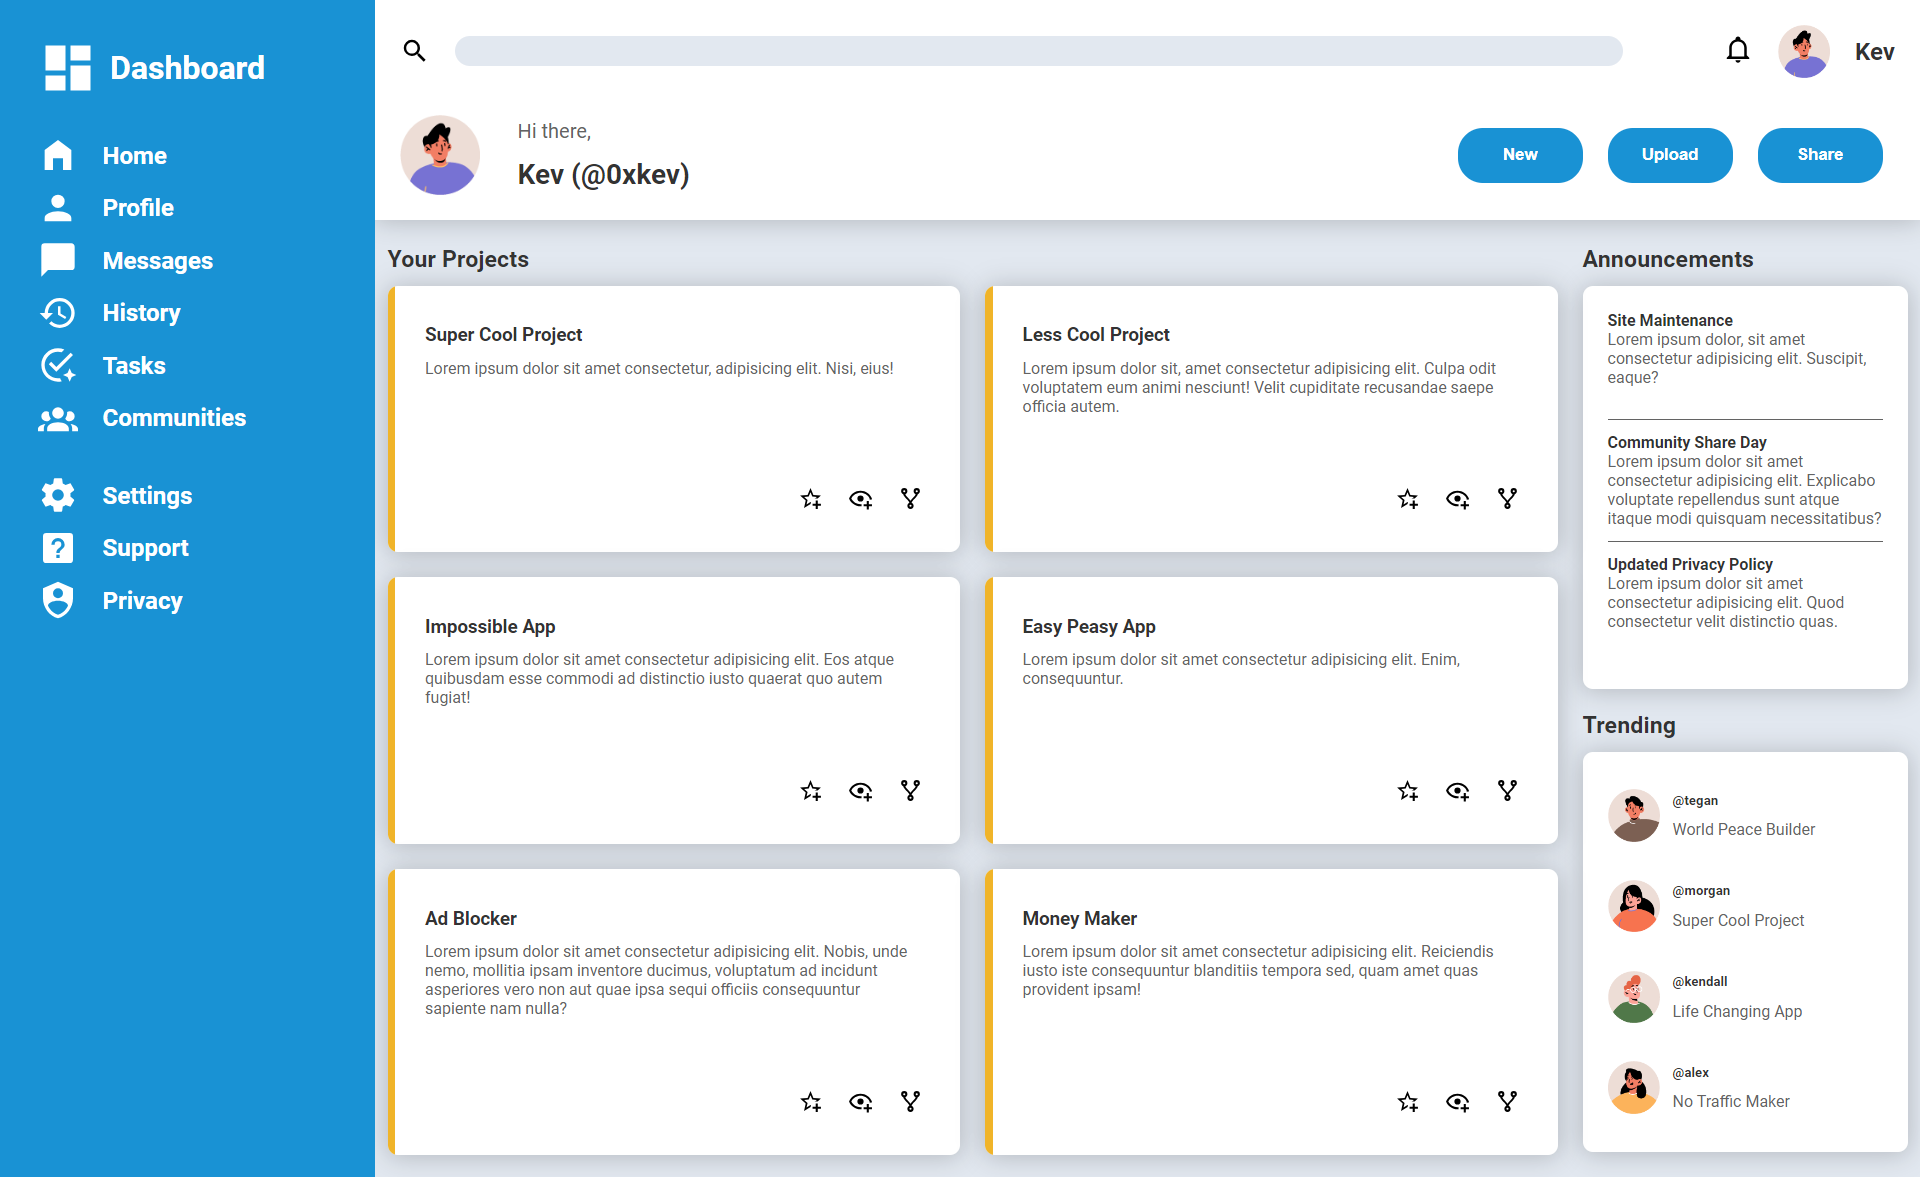 Dashboard
Home
Profile
Messages
History
Tasks
Communities
Settings
Support
Privacy
Kev
Hi there,
Kev (@0xkev)
New
Upload
Share
Your Projects
Super Cool Project
Lorem ipsum dolor sit amet consectetur, adipisicing elit. Nisi, eius!
Less Cool Project
Lorem ipsum dolor sit, amet consectetur adipisicing elit. Culpa odit
voluptatem eum animi nesciunt! Velit cupiditate recusandae saepe
officia autem.
Impossible App
Lorem ipsum dolor sit amet consectetur adipisicing elit. Eos atque
quibusdam esse commodi ad distinctio iusto quaerat quo autem
fugiat!
Easy Peasy App
Lorem ipsum dolor sit amet consectetur adipisicing elit. Enim,
consequuntur.
Ad Blocker
Lorem ipsum dolor sit amet consectetur adipisicing elit. Nobis, unde
nemo, mollitia ipsam inventore ducimus, voluptatum ad incidunt
asperiores vero non aut quae ipsa sequi officiis consequuntur
sapiente nam nulla?
Money Maker
Lorem ipsum dolor sit amet consectetur adipisicing elit. Reiciendis
iusto iste consequuntur blanditiis tempora sed, quam amet quas
provident ipsam!
Announcements
Site Maintenance
Lorem ipsum dolor, sit amet
consectetur adipisicing elit. Suscipit,
eaque?
Community Share Day
Lorem ipsum dolor sit amet
consectetur adipisicing elit. Explicabo
voluptate repellendus sunt atque
itaque modi quisquam necessitatibus?
Updated Privacy Policy
Lorem ipsum dolor sit amet
consectetur adipisicing elit. Quod
consectetur velit distinctio quas.
Trending
@tegan
World Peace Builder
@morgan
Super Cool Project
@kendall
Life Changing App
@alex
No Traffic Maker